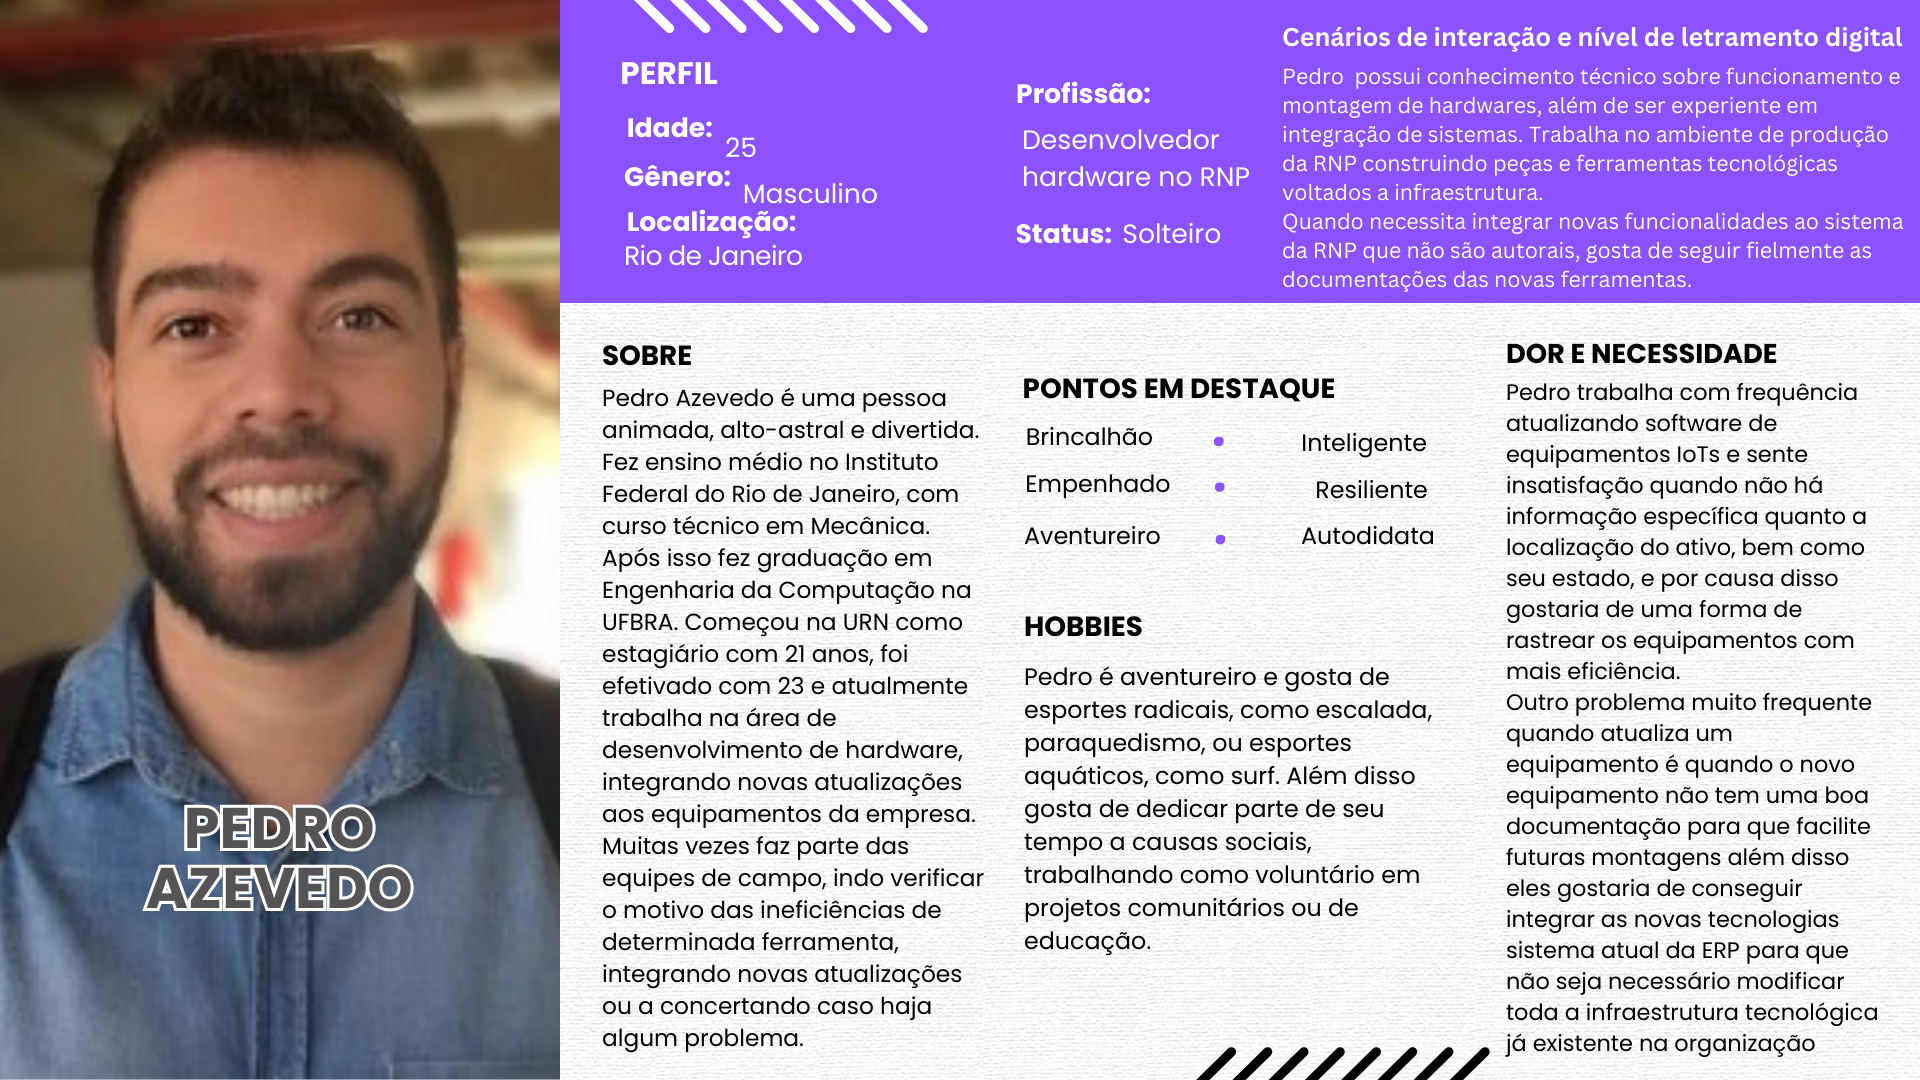 PEDRO
AZEVEDO
PERFIL
Idade:
25
Gênero:
Masculino
Localização:
Rio de Janeiro
Profissão:
Desenvolvedor
hardware no RNP
Status: Solteiro
Cenários de interação e nível de letramento digital
Pedro possui conhecimento técnico sobre funcionamento e
montagem de hardwares, além de ser experiente em
integração de sistemas. Trabalha no ambiente de produção
da RNP construindo peças e ferramentas tecnológicas
voltados a infraestrutura.
Quando necessita integrar novas funcionalidades ao sistema
da RNP que não são autorais, gosta de seguir fielmente as
documentações das novas ferramentas.
SOBRE
Pedro Azevedo é uma pessoa
animada, alto-astral e divertida.
Fez ensino médio no Instituto
Federal do Rio de Janeiro, com
curso técnico em Mecânica.
Após isso fez graduação em
Engenharia da Computação na
UFBRA. Começou na URN como
estagiário com 21 anos, foi
efetivado com 23 e atualmente
trabalha na área de
desenvolvimento de hardware,
integrando novas atualizações
aos equipamentos da empresa.
Muitas vezes faz parte das
equipes de campo, indo verificar
o motivo das ineficiências de
determinada ferramenta,
integrando novas atualizações
ou a concertando caso haja
algum problema.
PONTOS EM DESTAQUE
Brincalhão • Inteligente
Empenhado • Resiliente
Aventureiro • Autodidata
HOBBIES
Pedro é aventureiro e gosta de
esportes radicais, como escalada,
paraquedismo, ou esportes
aquáticos, como surf. Além disso
gosta de dedicar parte de seu
tempo a causas sociais,
trabalhando como voluntário em
projetos comunitários ou de
educação.
DOR E NECESSIDADE
Pedro trabalha com frequência
atualizando software de
equipamentos IoTs e sente
insatisfação quando não há
informação específica quanto a
localização do ativo, bem como
seu estado, e por causa disso
gostaria de uma forma de
rastrear os equipamentos com
mais eficiência.
Outro problema muito frequente
quando atualiza um
equipamento é quando o novo
equipamento não tem uma boa
documentação para que facilite
futuras montagens além disso
eles gostaria de conseguir
integrar as novas tecnologias
sistema atual da ERP para que
não seja necessário modificar
toda a infraestrutura tecnológica
já existente na organização